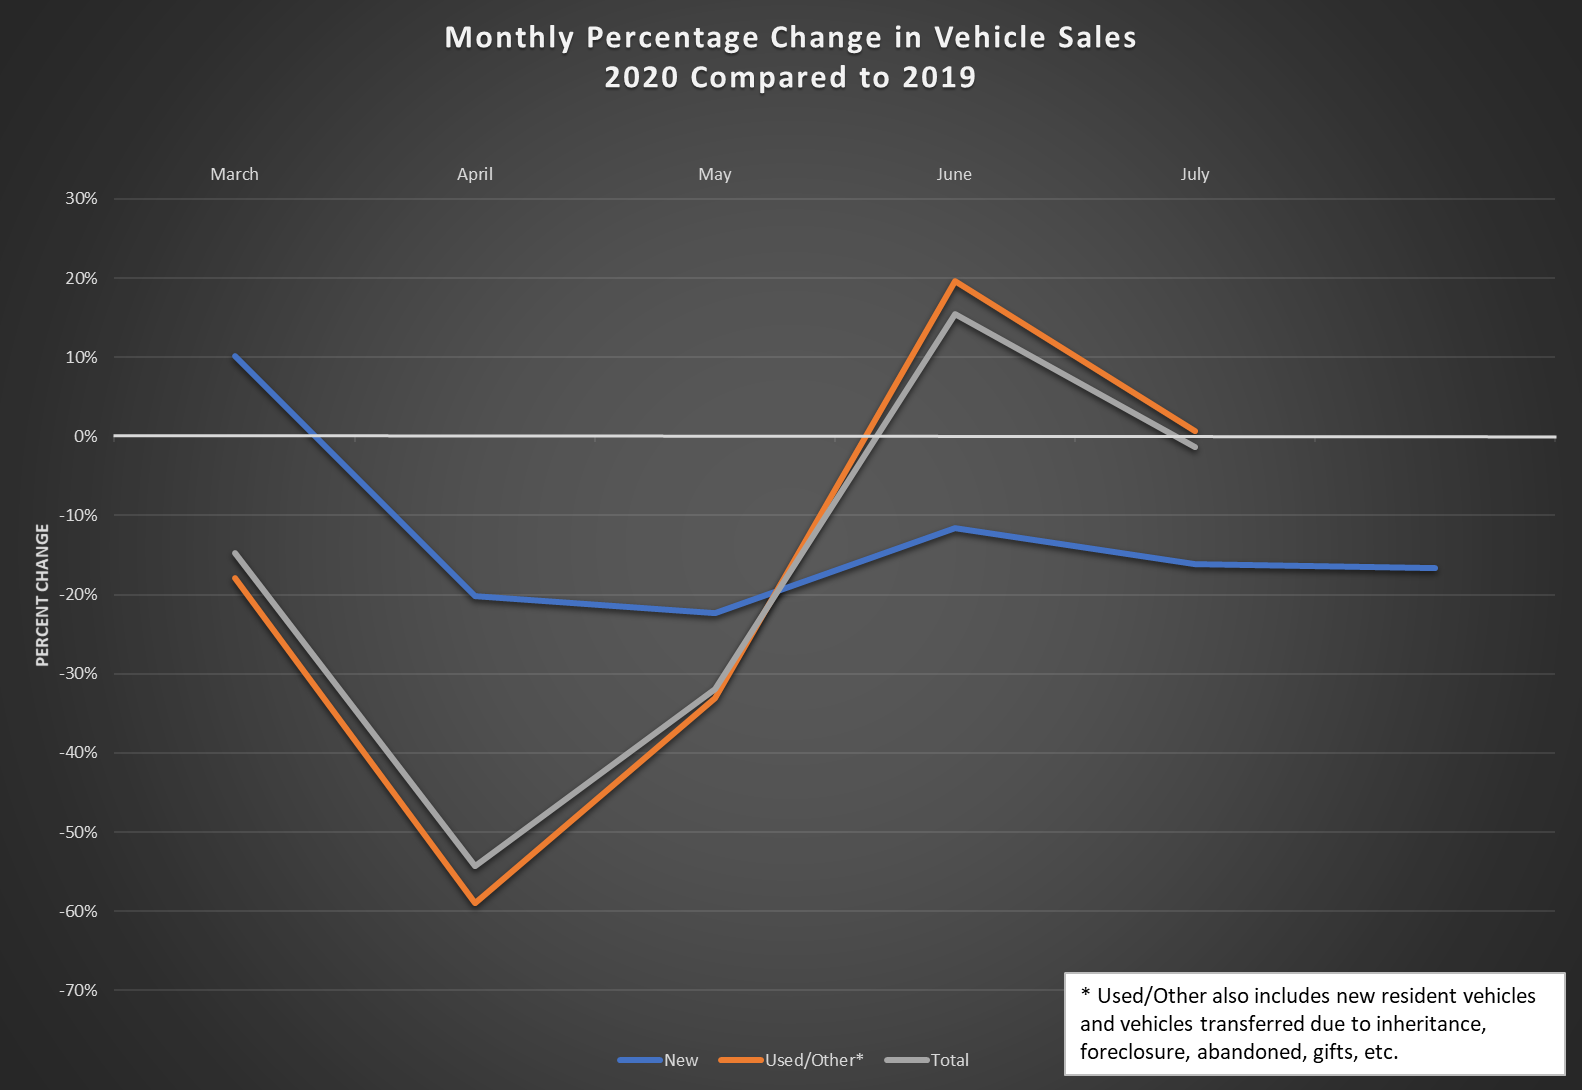 Monthly Percentage Change in Vehicle Sales
2020 Compared to 2019
March April May June July
30%
20%
10%
0%
-10%
-20%
-30%
-40%
-50%
-60%
-70%
PERCENT CHANGE
* Used/Other also includes new resident vehicles
and vehicles transferred due to inheritance,
foreclosure, abandoned, gifts, etc.
New Used/Other* Total